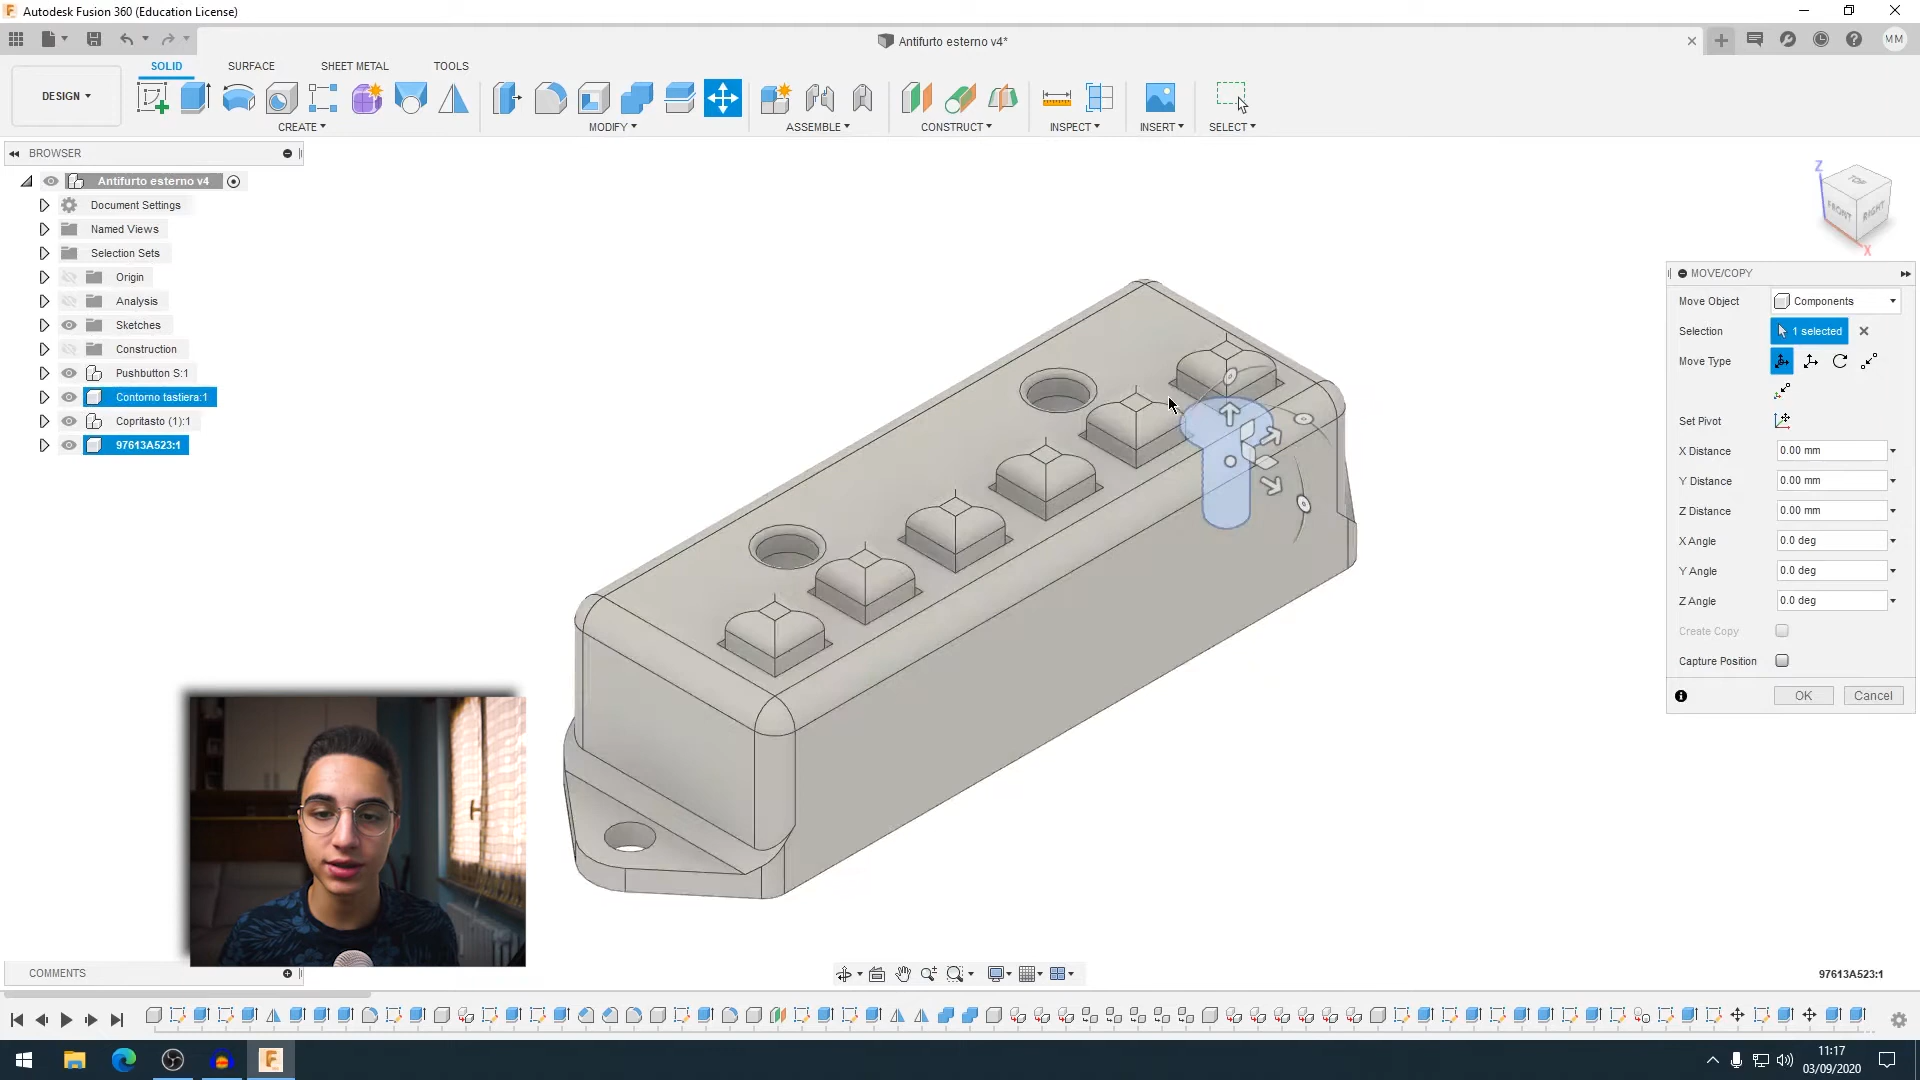 Autodesk Fusion 360 (Education License)
Antifurto esterno v4*
MM
DESIGN
SOLID
SURFACE
SHEET METAL
TOOLS
CREATE
MODIFY
ASSEMBLE
CONSTRUCT
INSPECT
INSERT
SELECT
BROWSER
Antifurto esterno v4
Document Settings
Named Views
Selection Sets
Origin
Analysis
Sketches
Construction
Pushbutton S:1
Contorno tastiera:1
Copritasto (1):1
97613A523:1
Z
TOP
FRONT
RIGHT
X
MOVE/COPY
Move Object
Components
Selection
1 selected
Move Type
Set Pivot
X Distance
0.00 mm
Y Distance
0.00 mm
Z Distance
0.00 mm
X Angle
0.0 deg
Y Angle
0.0 deg
Z Angle
0.0 deg
Create Copy
Capture Position
OK
Cancel
COMMENTS
97613A523:1
11:17
03/09/2020